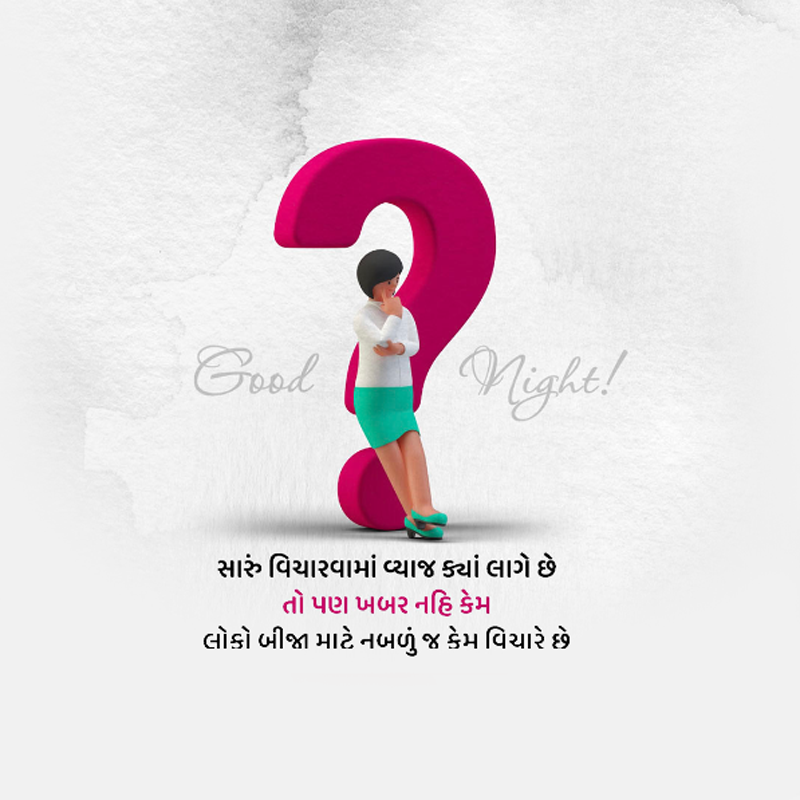 Good Night!
સારું વિચારવામાં વ્યાજ ક્યાં લાગે છે
તો પણ ખબર નહિ કેમ
લોકો બીજા માટે નબળું જ કેમ વિચારે છે